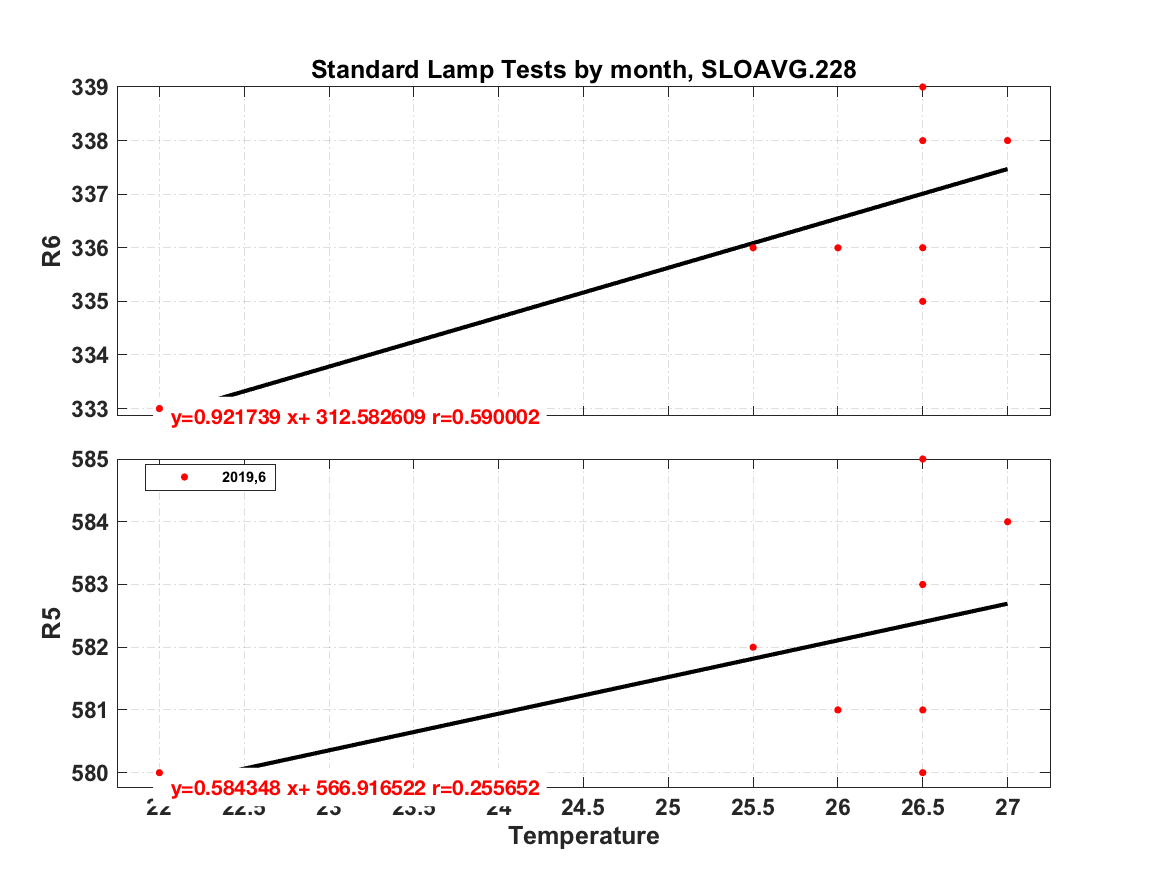 Standard Lamp Tests by month, SLOAVG.228
339
338
337
336
335
334
333
R6
y=0.921739 x+ 312.582609 r=0.590002
585
584
583
582
581
580
R5
2019,6
y=0.584348 x+ 566.916522 r=0.255652
22 22.5 23 23.5 24 24.5 25 25.5 26 26.5 27
Temperature